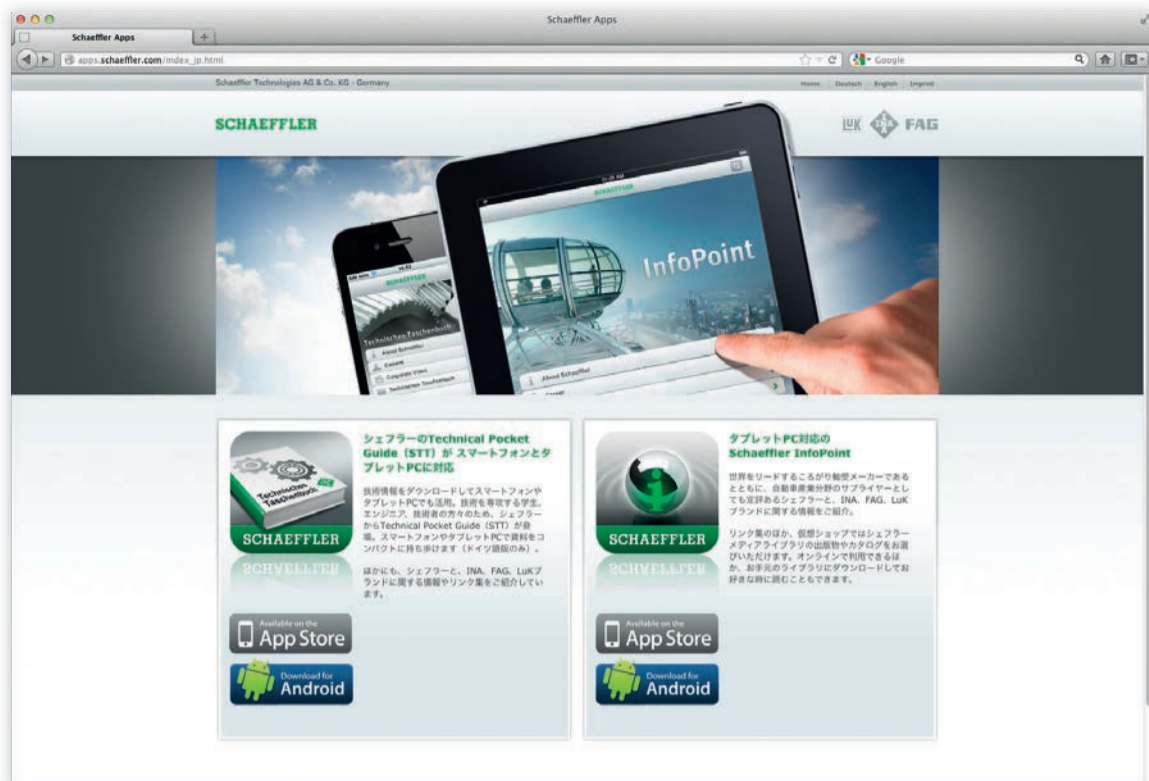 Schaeffler Apps
Schaeffler Apps
apps.schaeffler.com/index_jp.html
Google
Schaeffler Technologies AG & Co. KG - Germany
Home Deutsch English Imprint
SCHAEFFLER
LUK INA FAG
11:20 AM
SCHAEFFLER
InfoPoint
SCHAEFFLER
Technisches Taschenbuch
About Schaeffler
Corporate Video
Technisches Taschenbuch
About Schaeffler
Technisches
Taschenbuch
SCHAEFFLER
シェフラーのTechnical Pocket
Guide（STT）が スマートフォンとタ
ブレットPCに対応
技術情報をダウンロードしてスマートフォンや
タブレットPCでも活用。技術を専攻する学生、
エンジニア、技術者の方々のため、シェフラー
からTechnical Pocket Guide（STT）が登
場。スマートフォンやタブレットPCで資料をコ
ンパクトに持ち歩けます（ドイツ語版のみ）。
ほかにも、シェフラーと、INA、FAG、LuKブ
ランドに関する情報やリンク集をご紹介してい
ます。
Available on the
App Store
Download for
Android
SCHAEFFLER
タブレットPC対応の
Schaeffler InfoPoint
世界をリードするころがり軸受メーカーである
とともに、自動車産業分野のサプライヤーとし
ても定評あるシェフラーと、INA、FAG、LuK
ブランドに関する情報をご紹介。
リンク集のほか、仮想ショップではシェフラー
メディアライブラリの出版物やカタログをお選
びいただけます。オンラインで利用できるほ
か、お手元のライブラリにダウンロードしてお
好きな時に読むこともできます。
Available on the
App Store
Download for
Android